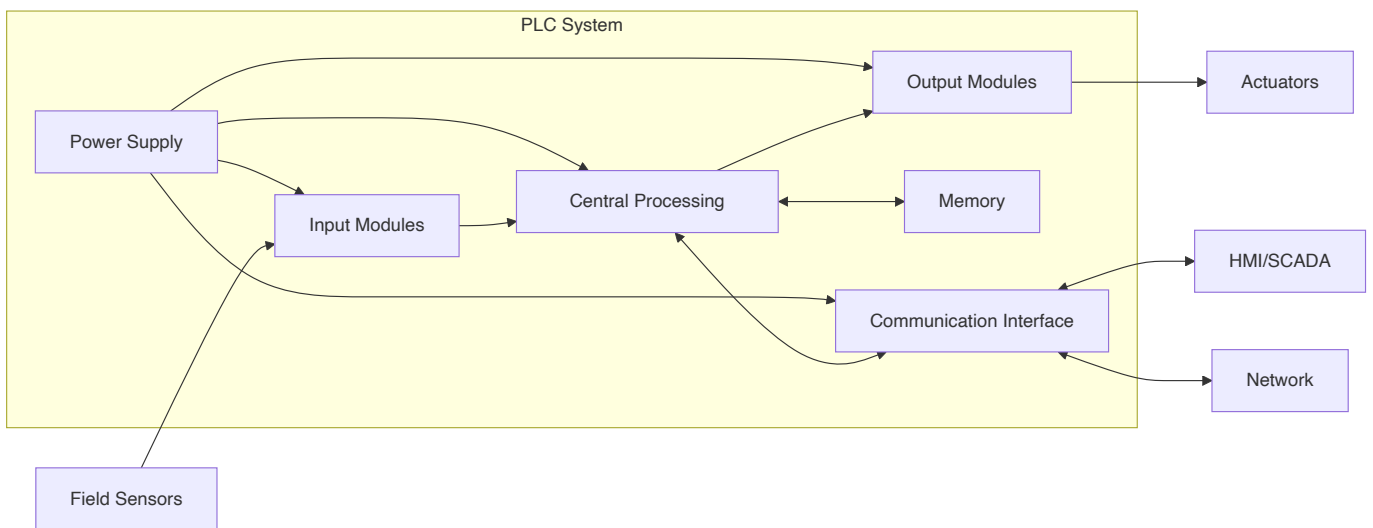 PLC System
Output Modules
Actuators
Power Supply
Central Processing
Memory
Input Modules
HMI/SCADA
Communication Interface
Network
Field Sensors